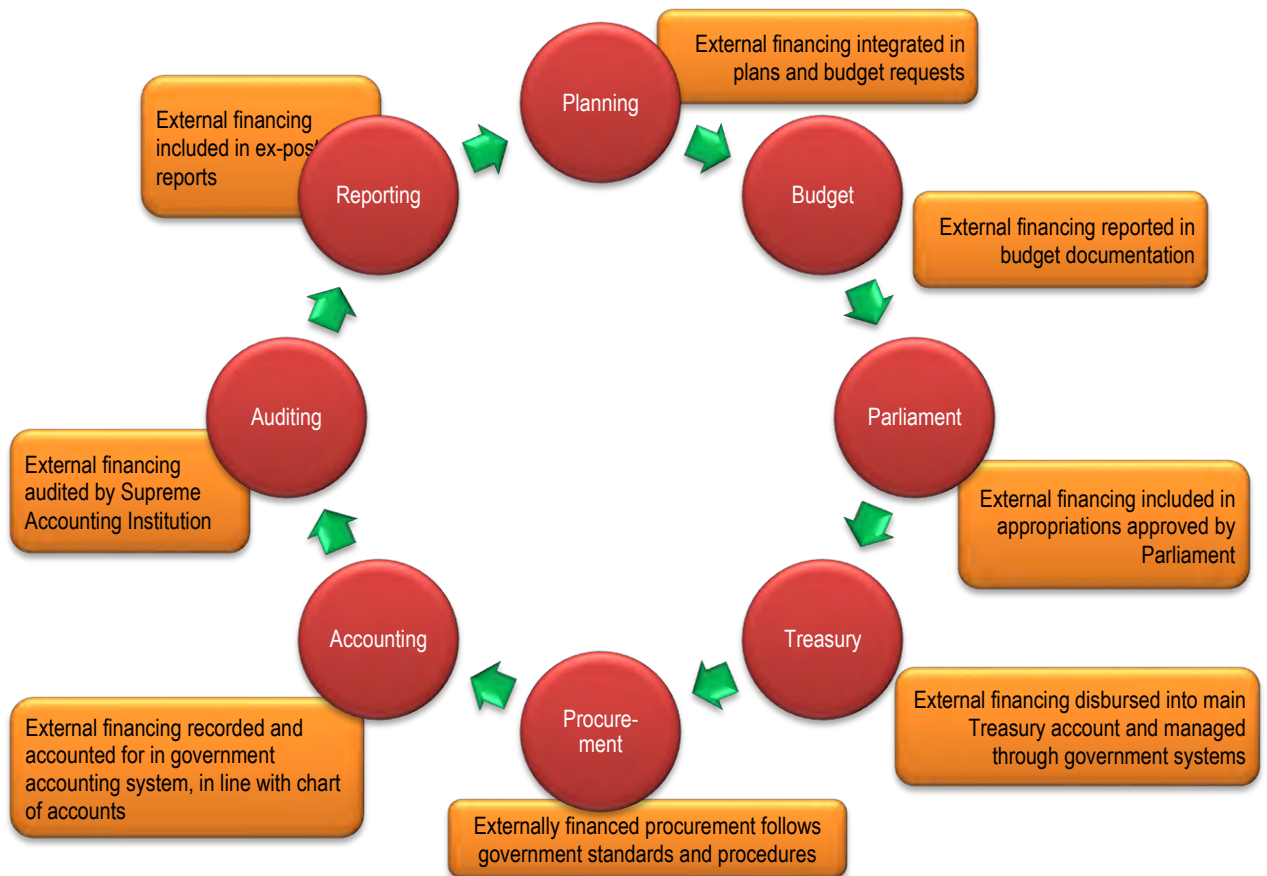 Planning
External financing integrated in
plans and budget requests
Budget
External financing reported in
budget documentation
Parliament
External financing included in
appropriations approved by
Parliament
Treasury
External financing disbursed into main
Treasury account and managed
through government systems
Procure-
ment
Externally financed procurement follows
government standards and procedures
Accounting
External financing recorded and
accounted for in government
accounting system, in line with chart
of accounts
Auditing
External financing
audited by Supreme
Accounting Institution
Reporting
External financing
included in ex-post
reports